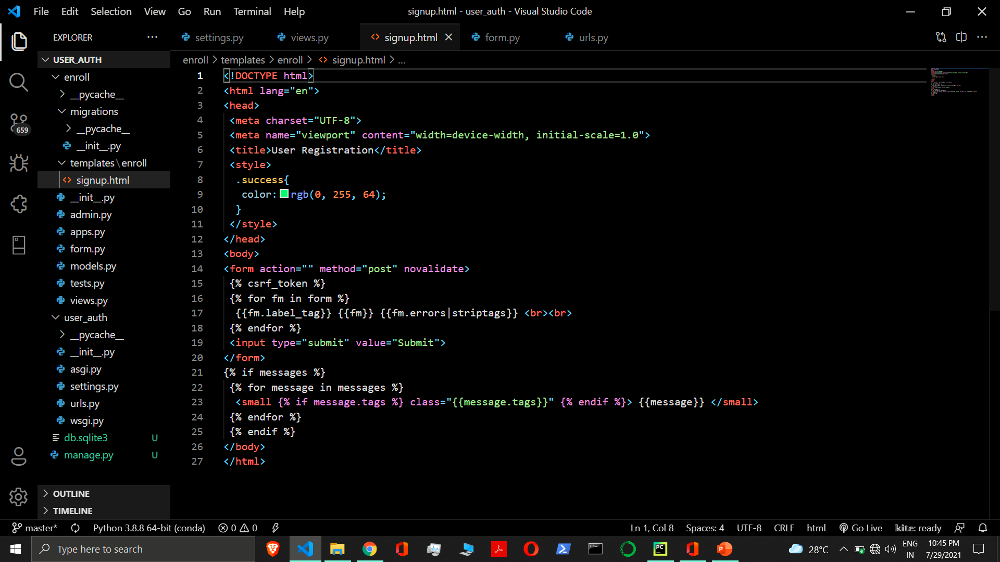 File Edit Selection View Go Run Terminal Help
signup.html - user_auth - Visual Studio Code
EXPLORER
settings.py
views.py
signup.html
form.py
urls.py
USER_AUTH
enroll
__pycache__
migrations
__pycache__
__init__.py
templates\enroll
signup.html
__init__.py
admin.py
apps.py
form.py
models.py
tests.py
views.py
user_auth
__pycache__
__init__.py
asgi.py
settings.py
urls.py
wsgi.py
db.sqlite3 U
manage.py U
OUTLINE
TIMELINE
659
enroll > templates > enroll > <> signup.html > ...
1 <!DOCTYPE html>
2 <html lang="en">
3 <head>
4 <meta charset="UTF-8">
5 <meta name="viewport" content="width=device-width, initial-scale=1.0">
6 <title>User Registration</title>
7 <style>
8 .success{
9 color: rgb(0, 255, 64);
10 }
11 </style>
12 </head>
13 <body>
14 <form action="" method="post" novalidate>
15 {% csrf_token %}
16 {% for fm in form %}
17 {{fm.label_tag}} {{fm}} {{fm.errors|striptags}} <br><br>
18 {% endfor %}
19 <input type="submit" value="Submit">
20 </form>
21 {% if messages %}
22 {% for message in messages %}
23 <small {% if message.tags %} class="{{message.tags}}" {% endif %}> {{message}} </small>
24 {% endfor %}
25 {% endif %}
26 </body>
27 </html>
master* Python 3.8.8 64-bit (conda) 0 0
Ln 1, Col 8 Spaces: 4 UTF-8 CRLF html Go Live kite: ready
Type here to search
PC
P
28°C
ENG
IN
10:45 PM
7/29/2021